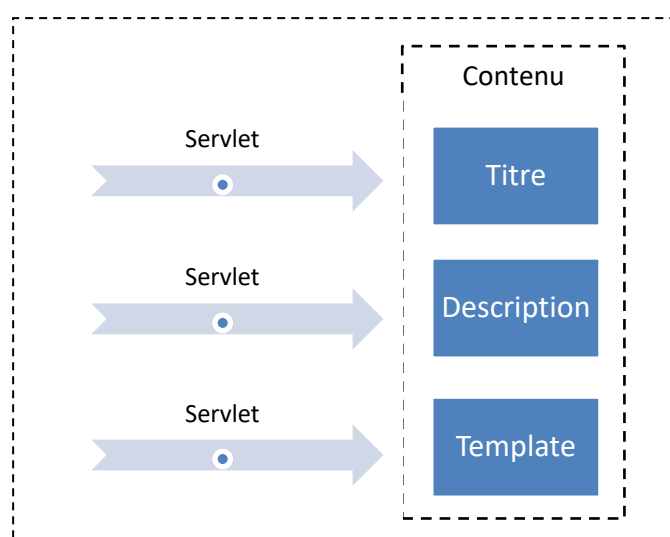 Contenu
Servlet
Titre
Servlet
Description
Servlet
Template